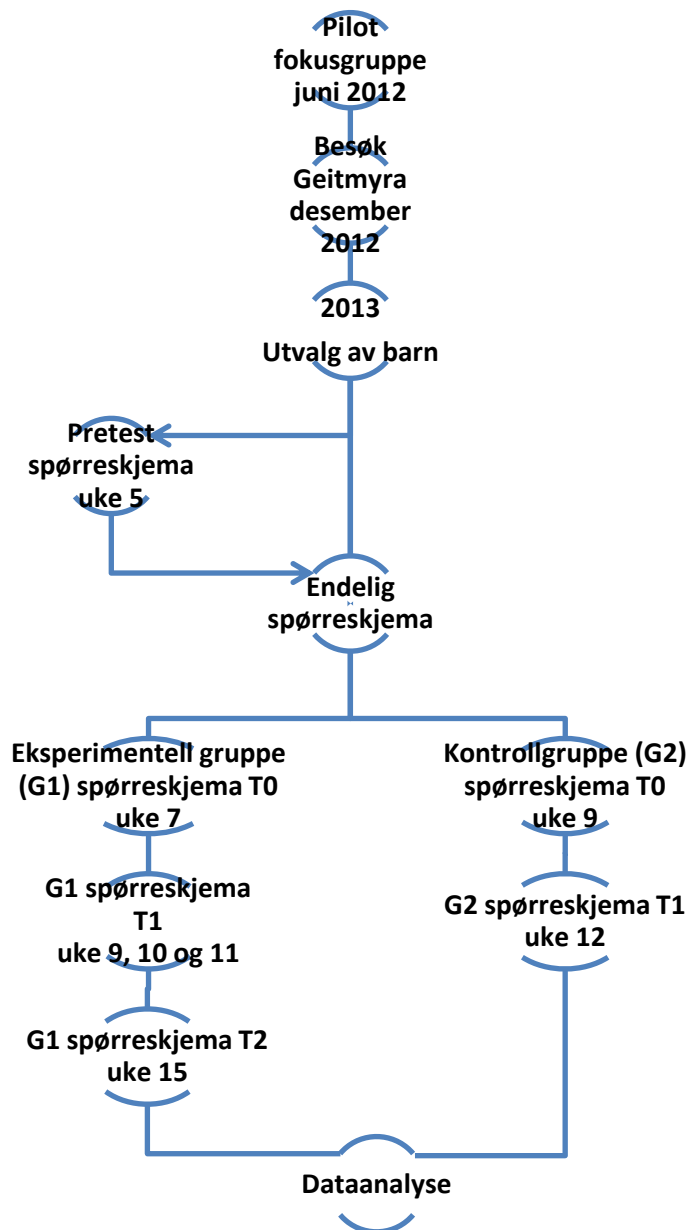 Pilot
fokusgruppe
juni 2012
Besøk
Geitmyra
desember
2012
2013
Utvalg av barn
Pretest
spørreskjema
uke 5
Endelig
spørreskjema
Eksperimentell gruppe
(G1) spørreskjema T0
uke 7
Kontrollgruppe (G2)
spørreskjema T0
uke 9
G1 spørreskjema
T1
uke 9, 10 og 11
G2 spørreskjema T1
uke 12
G1 spørreskjema T2
uke 15
Dataanalyse